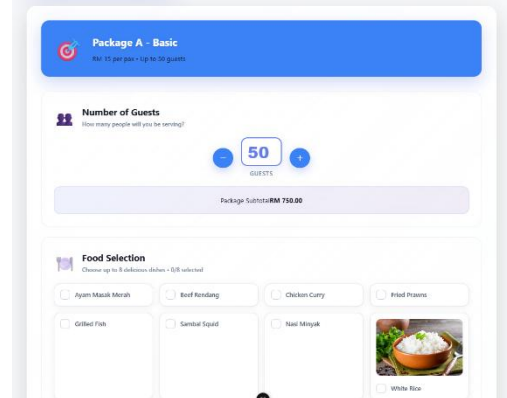 Package A - Basic
RM 15 per pax • Up to 50 guests
Number of Guests
How many people will you be serving?
−
50
+
GUESTS
Package SubtotalRM 750.00
Food Selection
Choose up to 8 delicious dishes • 0/8 selected
Ayam Masak Merah
Beef Rendang
Chicken Curry
Fried Prawns
Grilled Fish
Sambal Squid
Nasi Minyak
White Rice